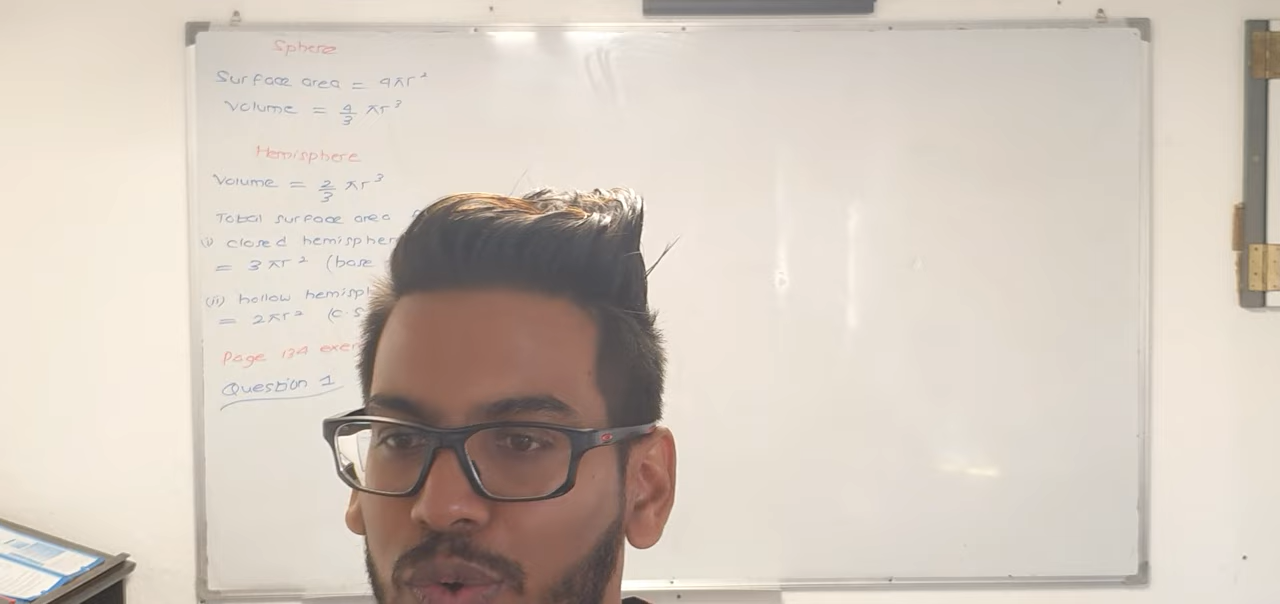 Sphere
Surface area = 4πr²
Volume = 4/3 πr³
Hemisphere
Volume = 2/3 πr³
Total surface area
(i) closed hemispher
= 3πr² (base
(ii) hollow hemisph
= 2πr² (c.s
Page 134 exer
Question 1